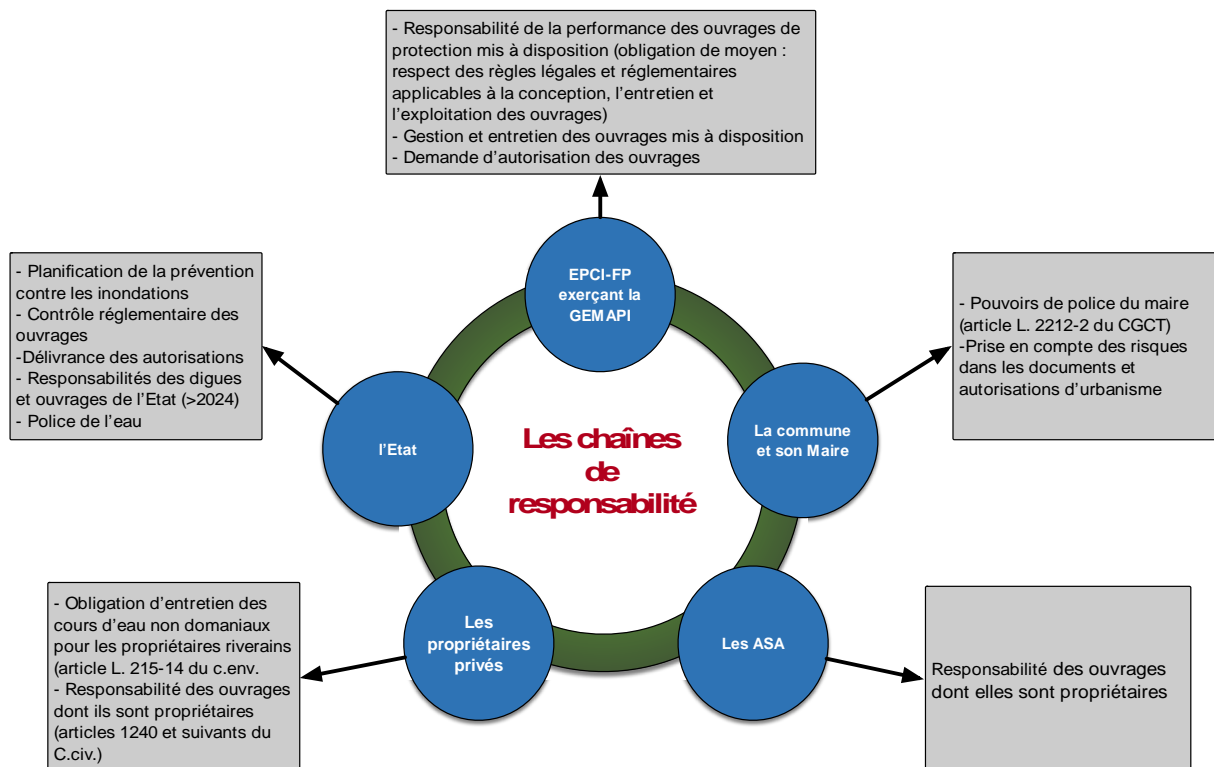 - Responsabilité de la performance des ouvrages de
protection mis à disposition (obligation de moyen :
respect des règles légales et réglementaires
applicables à la conception, l'entretien et
l'exploitation des ouvrages)
- Gestion et entretien des ouvrages mis à disposition
- Demande d'autorisation des ouvrages
EPCI-FP
exerçant la
GEMAPI
- Planification de la prévention
contre les inondations
- Contrôle réglementaire des
ouvrages
-Délivrance des autorisations
- Responsabilités des digues
et ouvrages de l'Etat (>2024)
- Police de l'eau
- Pouvoirs de police du maire
(article L. 2212-2 du CGCT)
-Prise en compte des risques
dans les documents et
autorisations d'urbanisme
l'Etat
Les chaînes
de
responsabilité
La commune
et son Maire
- Obligation d'entretien des
cours d'eau non domaniaux
pour les propriétaires riverains
(article L. 215-14 du c.env.
- Responsabilité des ouvrages
dont ils sont propriétaires
(articles 1240 et suivants du
C.civ.)
Les
propriétaires
privés
Les ASA
Responsabilité des ouvrages
dont elles sont propriétaires